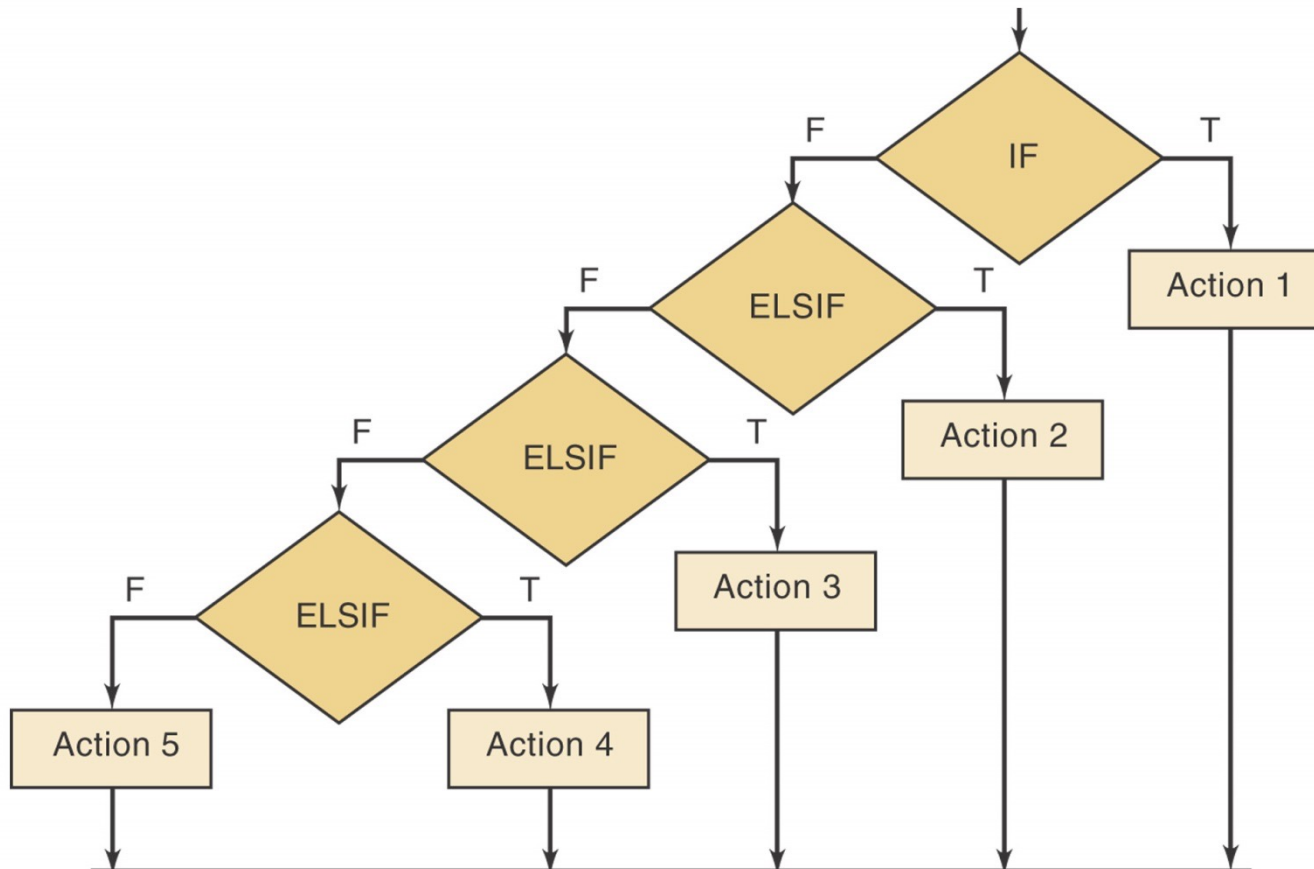 F
IF
T
F
ELSIF
T
Action 1
F
ELSIF
T
Action 2
F
ELSIF
T
Action 3
Action 5
Action 4